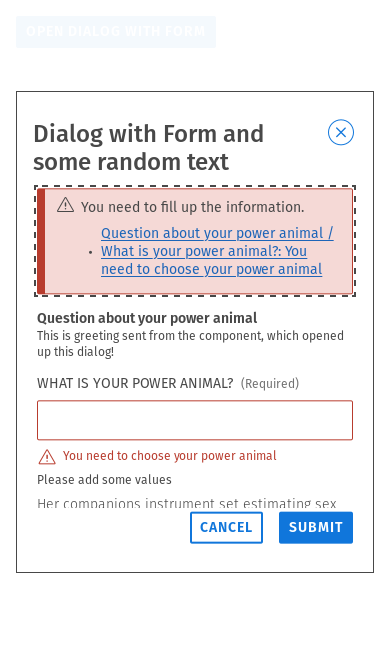 OPEN DIALOG WITH FORM
Dialog with Form and
some random text
You need to fill up the information.
Question about your power animal /
• What is your power animal?: You
need to choose your power animal
Question about your power animal
This is greeting sent from the component, which opened
up this dialog!
WHAT IS YOUR POWER ANIMAL? (Required)
You need to choose your power animal
Please add some values
Her companions instrument set estimating sex
CANCEL SUBMIT